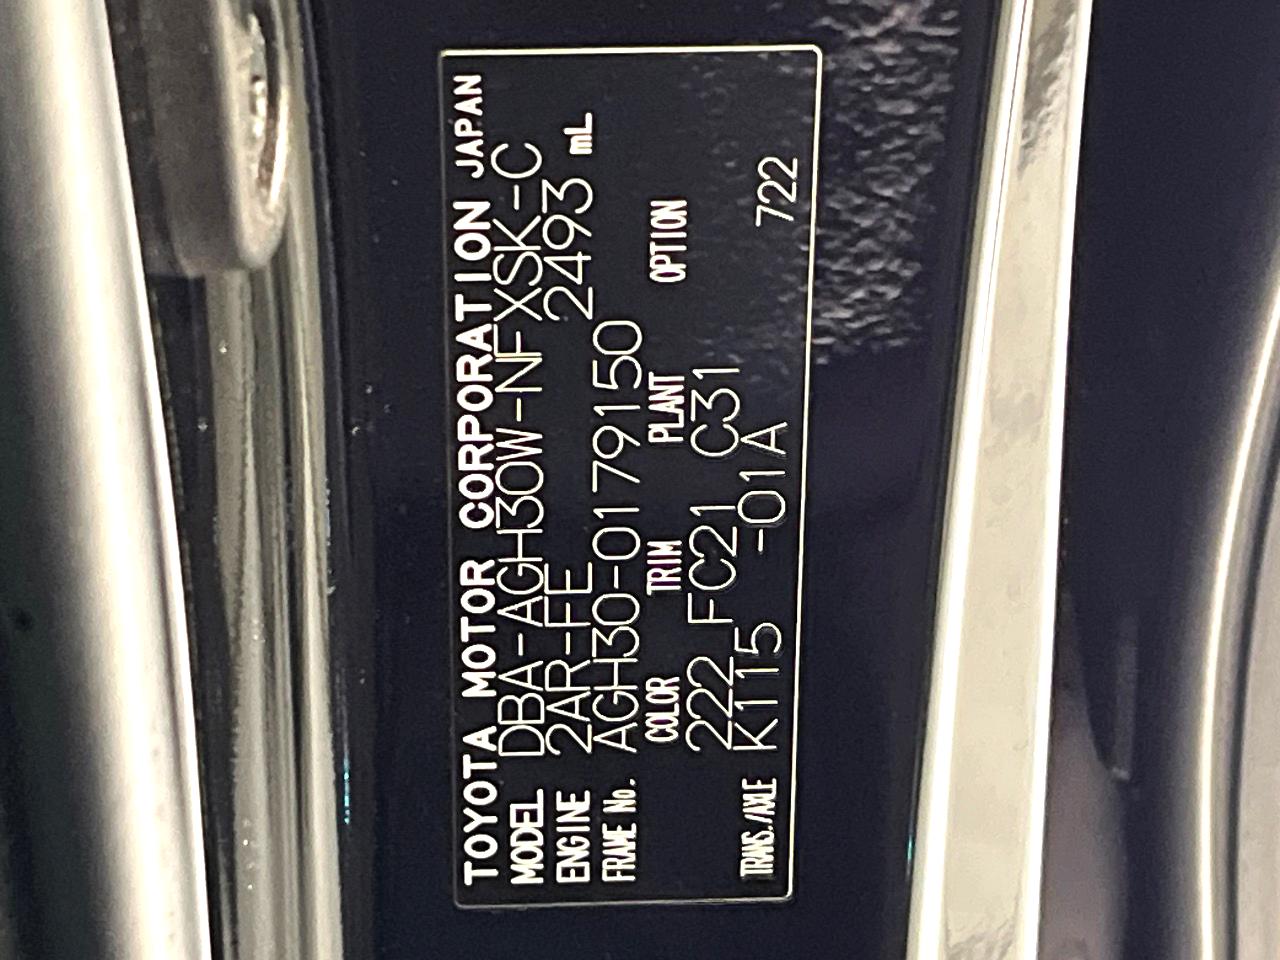 TOYOTA MOTOR CORPORATION JAPAN
MODEL DBA-AGH30W-NFXSK-C
ENGINE 2AR-FE 2493 mL
FRAME No. AGH30-0179150
COLOR TRIM PLANT OPTION
222 FC21 C31
TRANS./AXLE K115 -01A 722